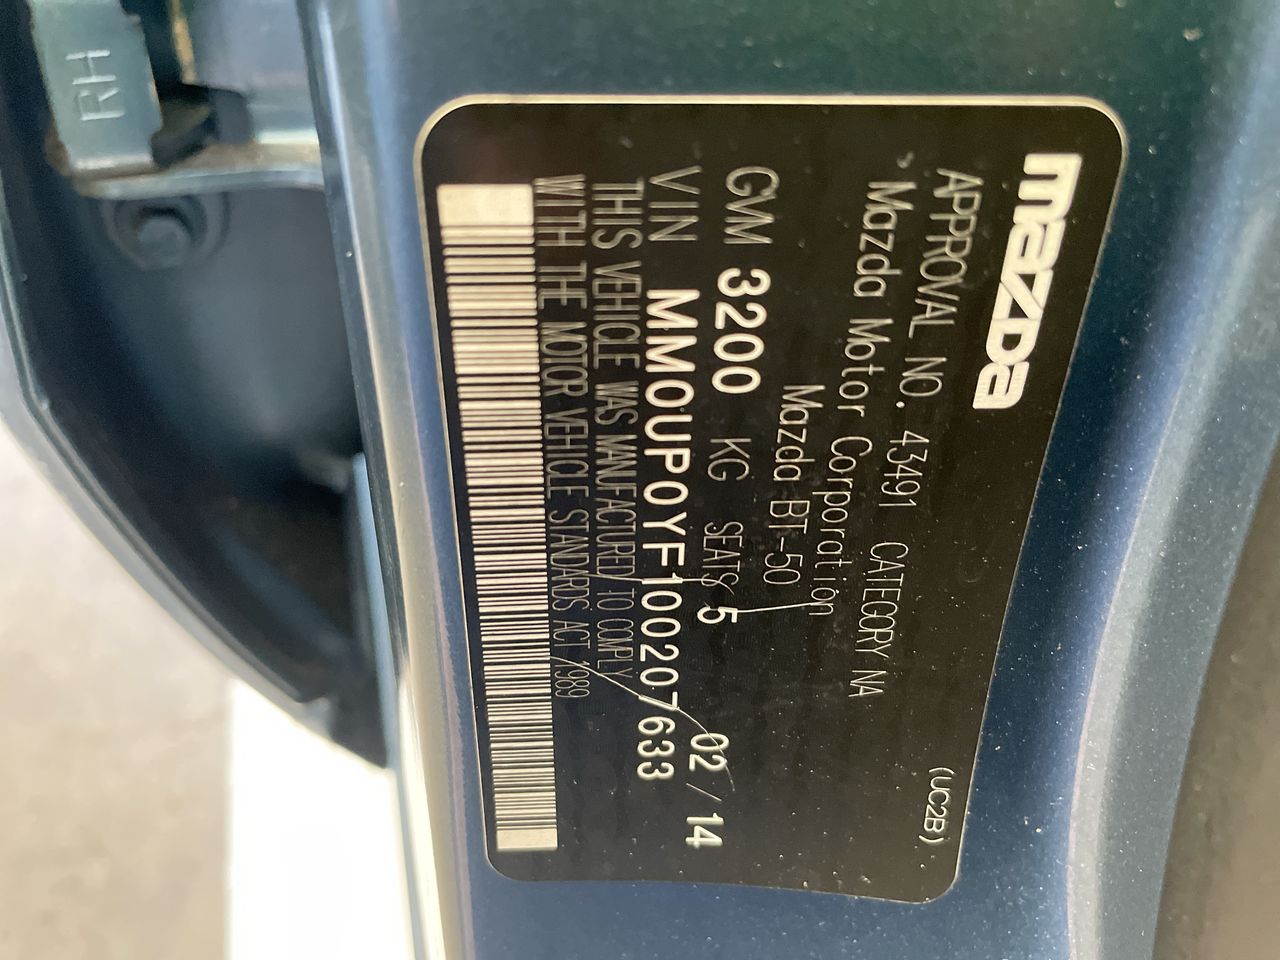 RH
mazda
(UC2B)
APPROVAL NO. 43491 CATEGORY NA
Mazda Motor Corporation
Mazda BT-50
GVM 3200 KG SEATS 5 02/14
VIN MM0UP0YF100207633
THIS VEHICLE WAS MANUFACTURED TO COMPLY
WITH THE MOTOR VEHICLE STANDARDS ACT 1989